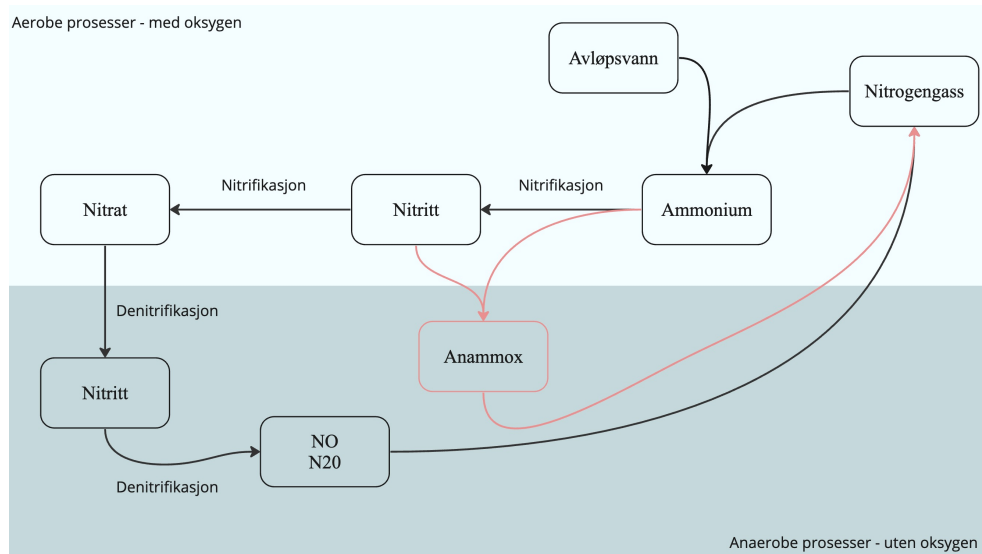 Aerobe prosesser - med oksygen
Avløpsvann
Nitrogengass
Nitrifikasjon
Nitrifikasjon
Nitrat
Nitritt
Ammonium
Denitrifikasjon
Anammox
Nitritt
NO
N20
Denitrifikasjon
Anaerobe prosesser - uten oksygen